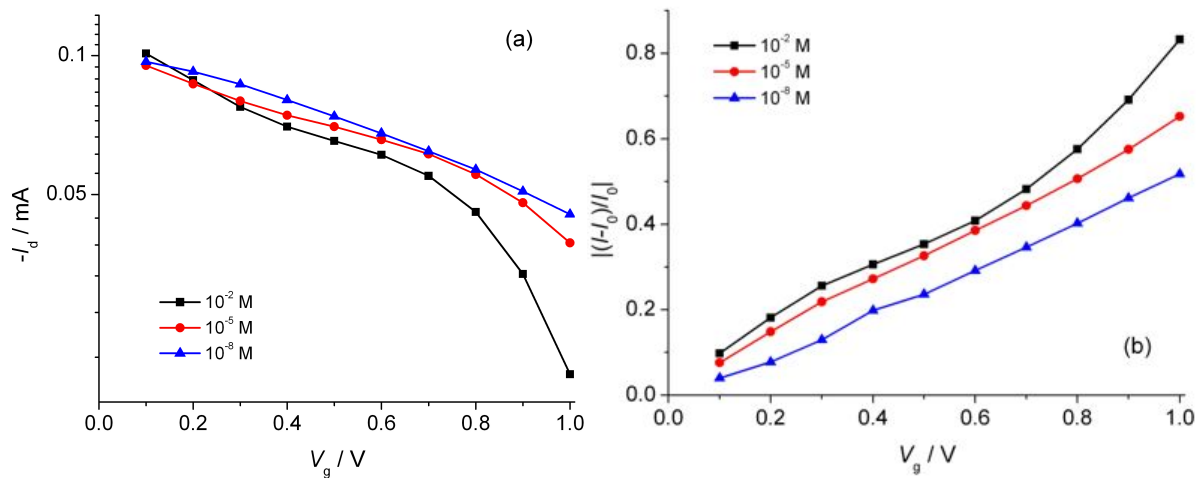 (a)
0.1
0.05
-I_d / mA
10⁻² M
10⁻⁵ M
10⁻⁸ M
0.0 0.2 0.4 0.6 0.8 1.0
V_g / V
10⁻² M
10⁻⁵ M
10⁻⁸ M
0.8
0.6
0.4
0.2
0.0
|(I-I₀)/I₀|
(b)
0.0 0.2 0.4 0.6 0.8 1.0
V_g / V